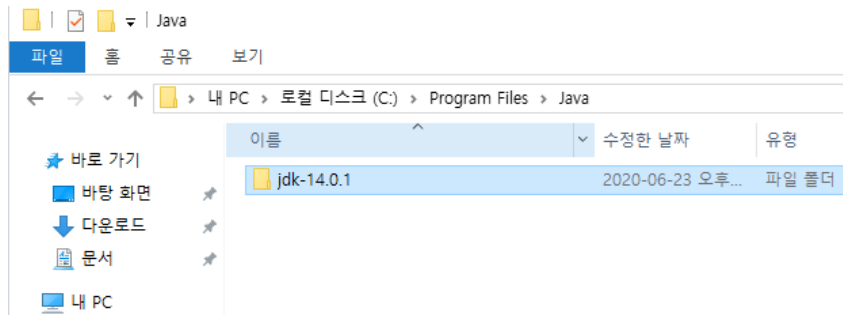 Java
파일 홈 공유 보기
내 PC > 로컬 디스크 (C:) > Program Files > Java
이름 수정한 날짜 유형
바로 가기
jdk-14.0.1 2020-06-23 오후... 파일 폴더
바탕 화면
다운로드
문서
내 PC